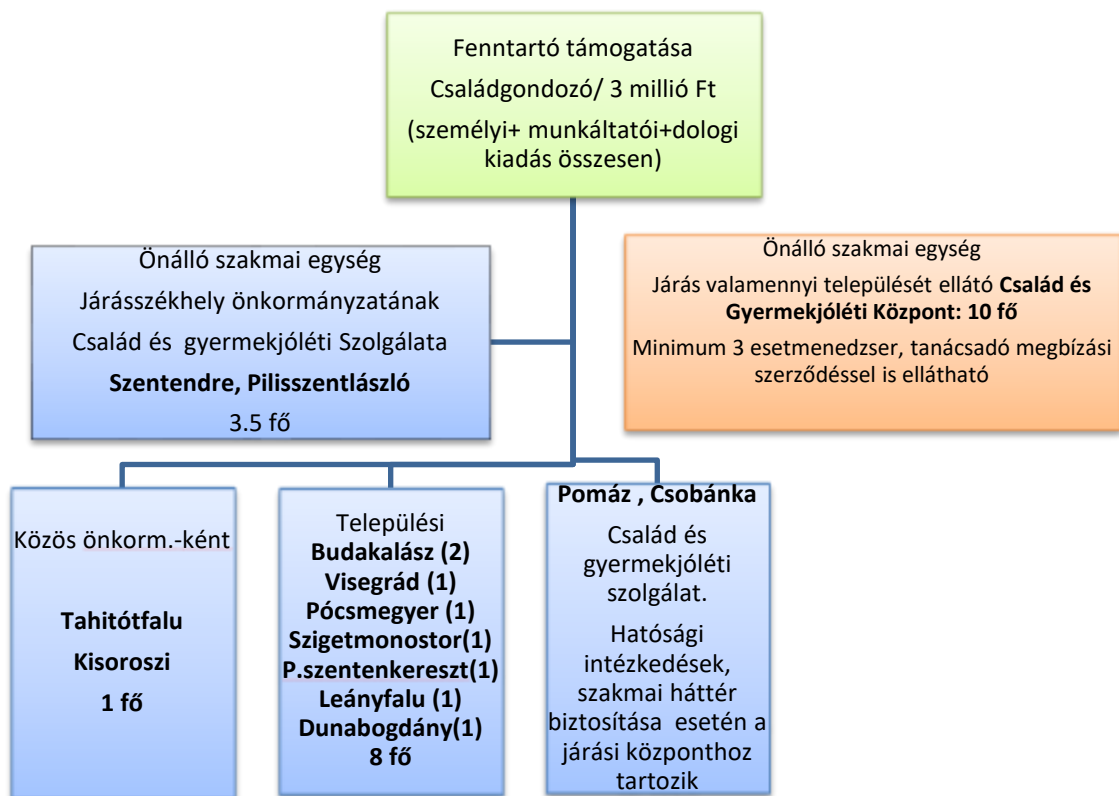 Fenntartó támogatása
Családgondozó/ 3 millió Ft
(személyi+ munkáltatói+dologi
kiadás összesen)
Önálló szakmai egység
Járásszékhely önkormányzatának
Család és gyermekjóléti Szolgálata
Szentendre, Pilisszentlászló
3.5 fő
Önálló szakmai egység
Járás valamennyi települését ellátó Család és
Gyermekjóléti Központ: 10 fő
Minimum 3 esetmenedzser, tanácsadó megbízási
szerződéssel is ellátható
Közös önkorm.-ként
Tahitótfalu
Kisoroszi
1 fő
Települési
Budakalász (2)
Visegrád (1)
Pócsmegyer (1)
Szigetmonostor(1)
P.szentenkereszt(1)
Leányfalu (1)
Dunabogdány(1)
8 fő
Pomáz , Csobánka
Család és
gyermekjóléti
szolgálat.
Hatósági
intézkedések,
szakmai háttér
biztosítása esetén a
járási központhoz
tartozik